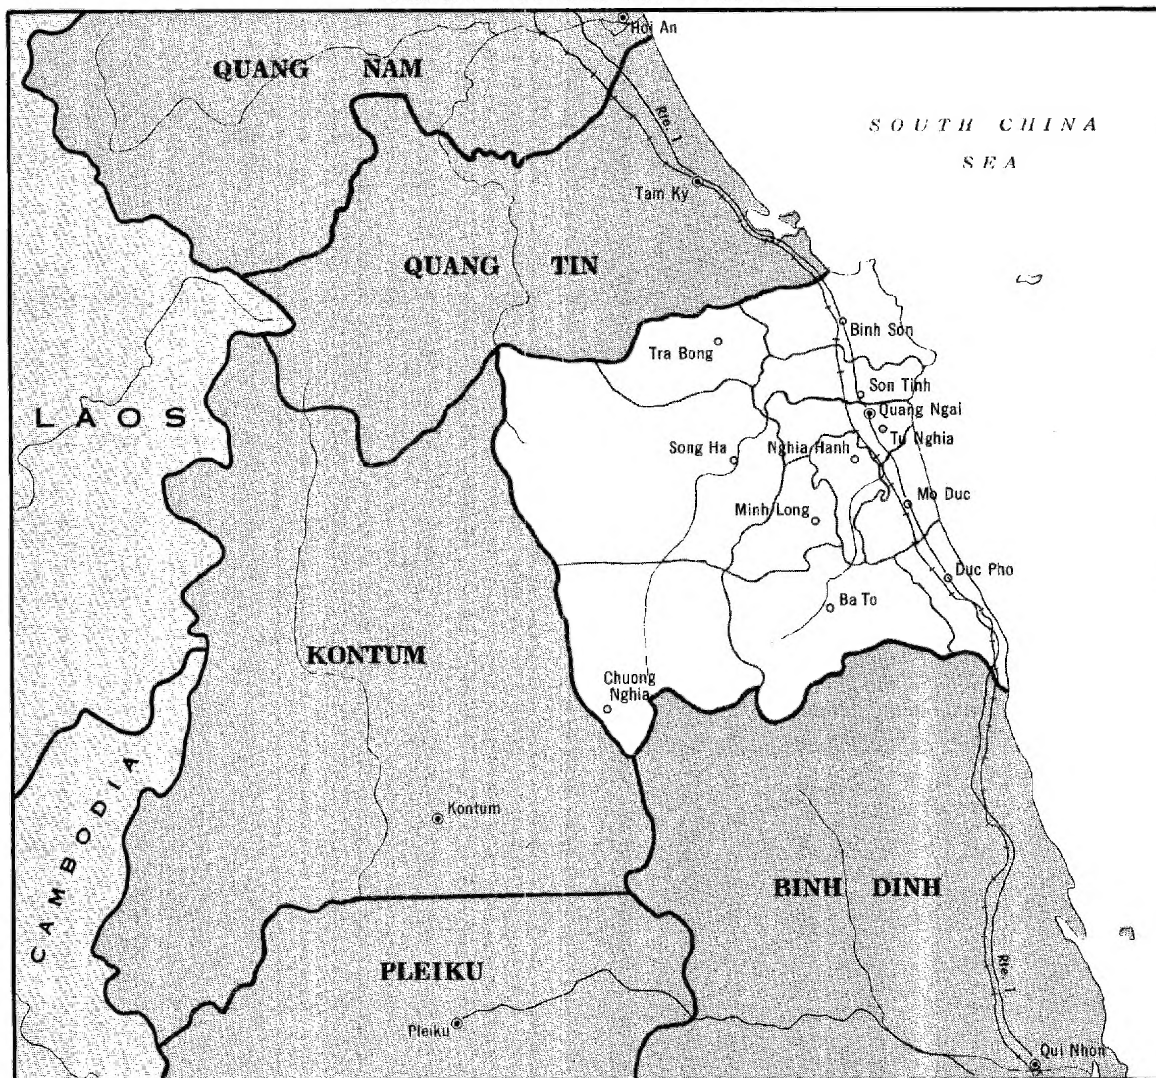 Hoi An
QUANG NAM
Rte. 1
SOUTH CHINA
SEA
Tam Ky
QUANG TIN
Binh Son
Tra Bong
Son Tinh
LAOS
Quang Ngai
Tu Nghia
Song Ha
Nghia Hanh
Mo Duc
Minh Long
Duc Pho
Ba To
KONTUM
Chuong
Nghia
CAMBODIA
Kontum
BINH DINH
Rte. 1
PLEIKU
Pleiku
Qui Nhon